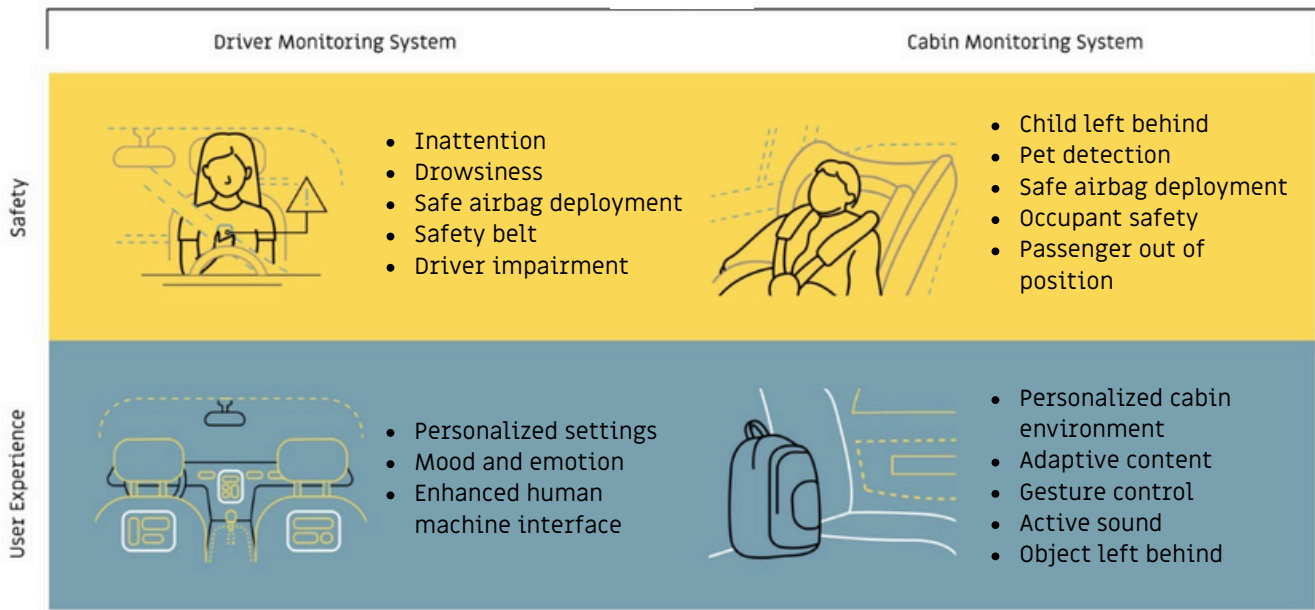 Driver Monitoring System
Cabin Monitoring System
Safety
• Inattention
• Drowsiness
• Safe airbag deployment
• Safety belt
• Driver impairment
• Child left behind
• Pet detection
• Safe airbag deployment
• Occupant safety
• Passenger out of
position
User Experience
• Personalized settings
• Mood and emotion
• Enhanced human
machine interface
• Personalized cabin
environment
• Adaptive content
• Gesture control
• Active sound
• Object left behind